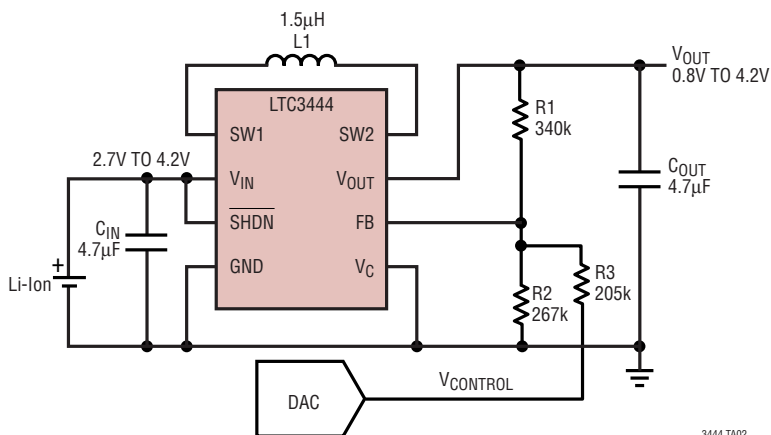 1.5µH
L1
LTC3444
SW1
SW2
VIN
VOUT
SHDN
FB
GND
VC
2.7V TO 4.2V
CIN
4.7µF
Li-Ion
+
R1
340k
R2
267k
R3
205k
VOUT
0.8V TO 4.2V
COUT
4.7µF
VCONTROL
DAC
3444 TA02